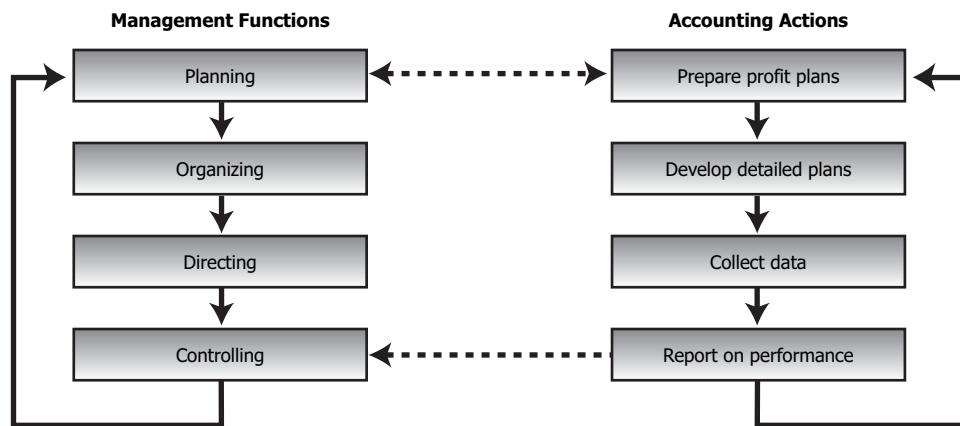 Management Functions
Accounting Actions
Planning
Prepare profit plans
Organizing
Develop detailed plans
Directing
Collect data
Controlling
Report on performance